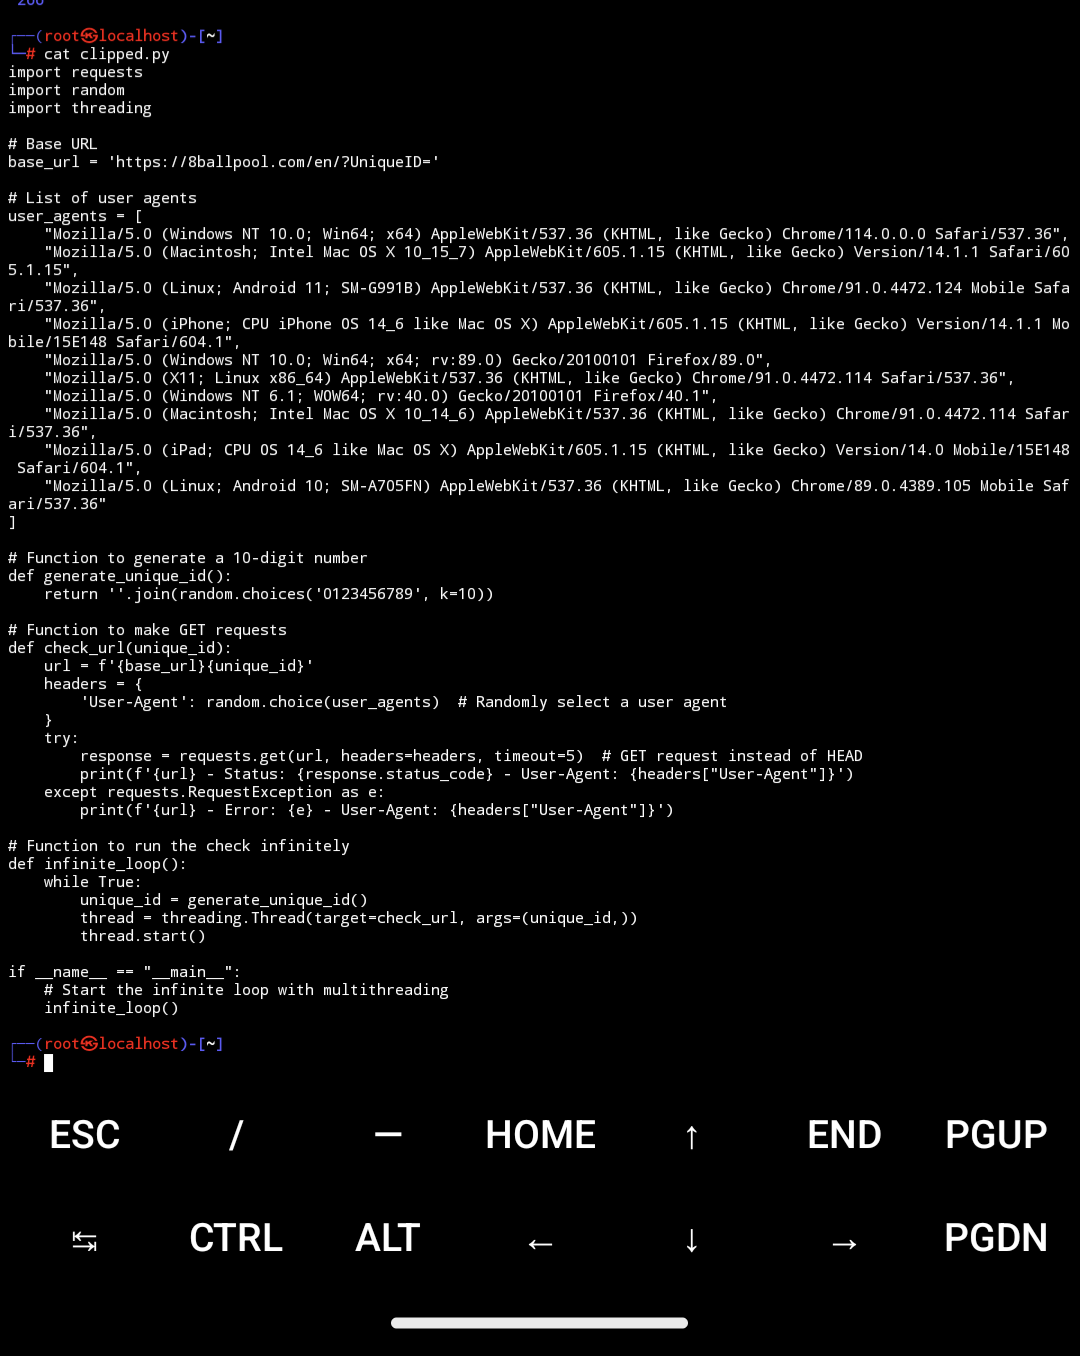 200
┌──(root㉿localhost)-[~]
└─# cat clipped.py
import requests
import random
import threading
# Base URL
base_url = 'https://8ballpool.com/en/?UniqueID='
# List of user agents
user_agents = [
    "Mozilla/5.0 (Windows NT 10.0; Win64; x64) AppleWebKit/537.36 (KHTML, like Gecko) Chrome/114.0.0.0 Safari/537.36",
    "Mozilla/5.0 (Macintosh; Intel Mac OS X 10_15_7) AppleWebKit/605.1.15 (KHTML, like Gecko) Version/14.1.1 Safari/60
5.1.15",
    "Mozilla/5.0 (Linux; Android 11; SM-G991B) AppleWebKit/537.36 (KHTML, like Gecko) Chrome/91.0.4472.124 Mobile Safa
ri/537.36",
    "Mozilla/5.0 (iPhone; CPU iPhone OS 14_6 like Mac OS X) AppleWebKit/605.1.15 (KHTML, like Gecko) Version/14.1.1 Mo
bile/15E148 Safari/604.1",
    "Mozilla/5.0 (Windows NT 10.0; Win64; x64; rv:89.0) Gecko/20100101 Firefox/89.0",
    "Mozilla/5.0 (X11; Linux x86_64) AppleWebKit/537.36 (KHTML, like Gecko) Chrome/91.0.4472.114 Safari/537.36",
    "Mozilla/5.0 (Windows NT 6.1; WOW64; rv:40.0) Gecko/20100101 Firefox/40.1",
    "Mozilla/5.0 (Macintosh; Intel Mac OS X 10_14_6) AppleWebKit/537.36 (KHTML, like Gecko) Chrome/91.0.4472.114 Safar
i/537.36",
    "Mozilla/5.0 (iPad; CPU OS 14_6 like Mac OS X) AppleWebKit/605.1.15 (KHTML, like Gecko) Version/14.0 Mobile/15E148
 Safari/604.1",
    "Mozilla/5.0 (Linux; Android 10; SM-A705FN) AppleWebKit/537.36 (KHTML, like Gecko) Chrome/89.0.4389.105 Mobile Saf
ari/537.36"
]
# Function to generate a 10-digit number
def generate_unique_id():
    return ''.join(random.choices('0123456789', k=10))
# Function to make GET requests
def check_url(unique_id):
    url = f'{base_url}{unique_id}'
    headers = {
        'User-Agent': random.choice(user_agents)  # Randomly select a user agent
    }
    try:
        response = requests.get(url, headers=headers, timeout=5)  # GET request instead of HEAD
        print(f'{url} - Status: {response.status_code} - User-Agent: {headers["User-Agent"]}')
    except requests.RequestException as e:
        print(f'{url} - Error: {e} - User-Agent: {headers["User-Agent"]}')
# Function to run the check infinitely
def infinite_loop():
    while True:
        unique_id = generate_unique_id()
        thread = threading.Thread(target=check_url, args=(unique_id,))
        thread.start()
if __name__ == "__main__":
    # Start the infinite loop with multithreading
    infinite_loop()
┌──(root㉿localhost)-[~]
└─#
ESC / — HOME ↑ END PGUP
↹ CTRL ALT ← ↓ → PGDN